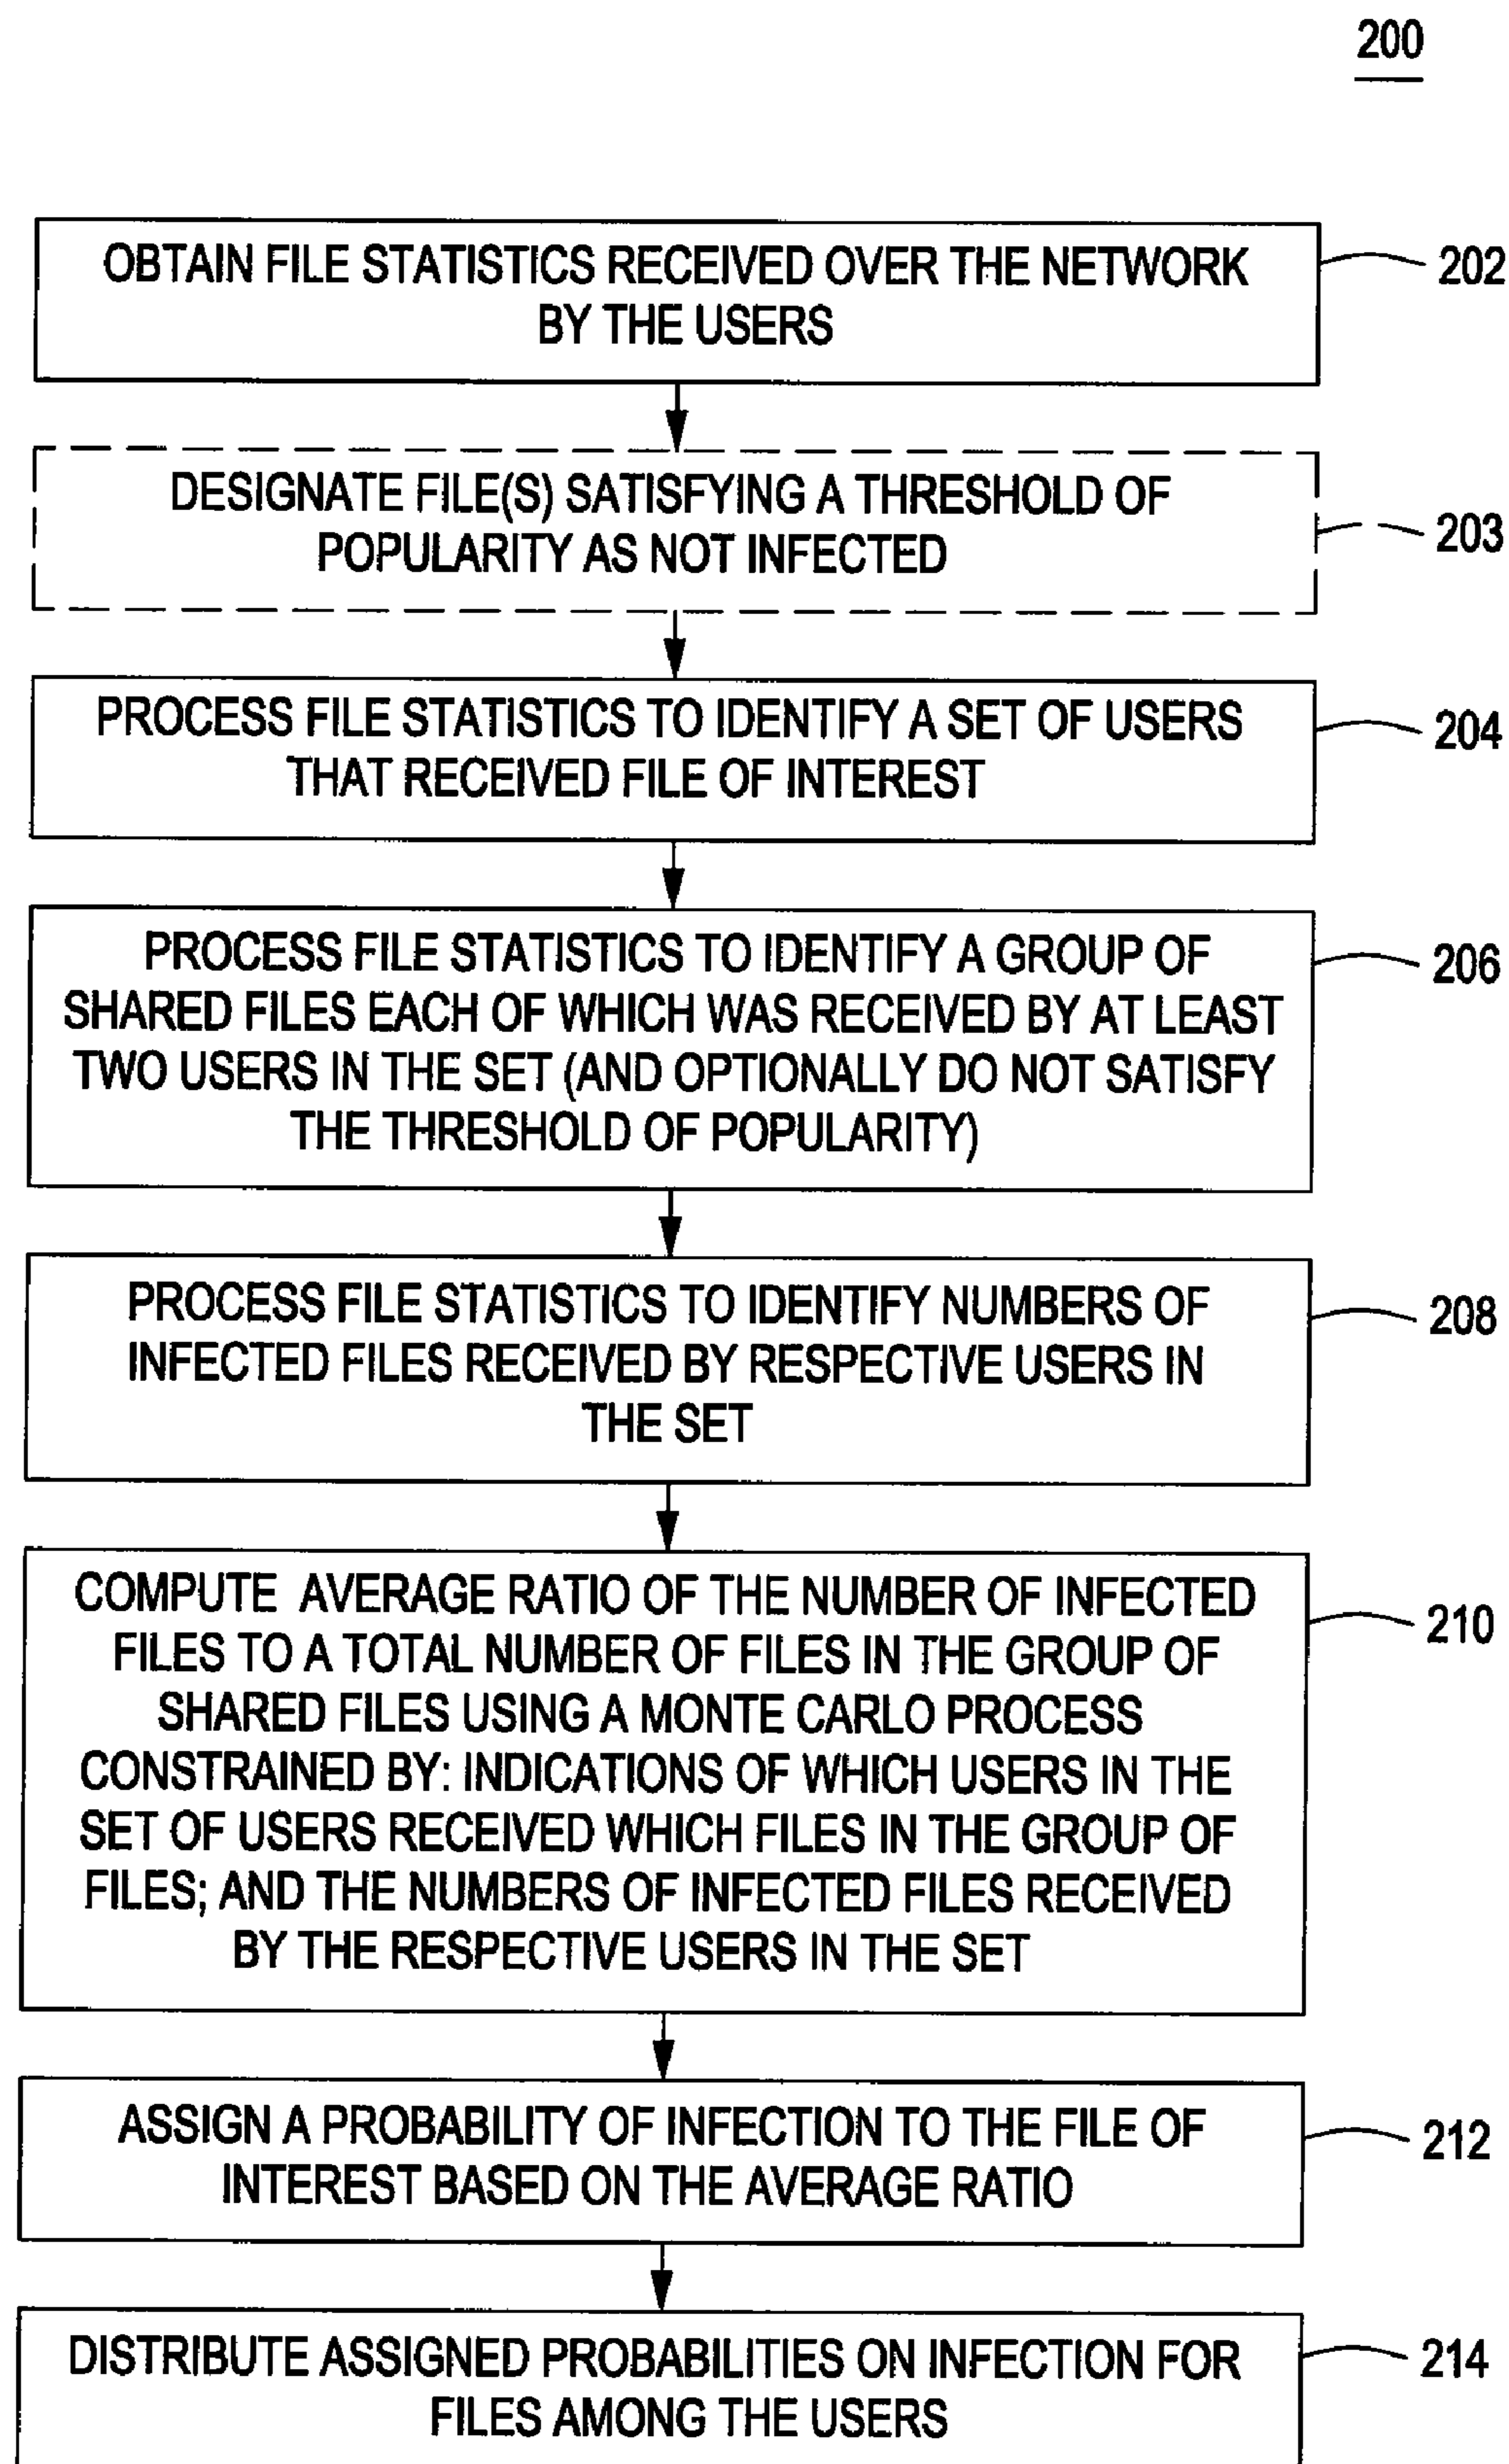 200
OBTAIN FILE STATISTICS RECEIVED OVER THE NETWORK
BY THE USERS
202
DESIGNATE FILE(S) SATISFYING A THRESHOLD OF
POPULARITY AS NOT INFECTED
203
PROCESS FILE STATISTICS TO IDENTIFY A SET OF USERS
THAT RECEIVED FILE OF INTEREST
204
PROCESS FILE STATISTICS TO IDENTIFY A GROUP OF
SHARED FILES EACH OF WHICH WAS RECEIVED BY AT LEAST
TWO USERS IN THE SET (AND OPTIONALLY DO NOT SATISFY
THE THRESHOLD OF POPULARITY)
206
PROCESS FILE STATISTICS TO IDENTIFY NUMBERS OF
INFECTED FILES RECEIVED BY RESPECTIVE USERS IN
THE SET
208
COMPUTE AVERAGE RATIO OF THE NUMBER OF INFECTED
FILES TO A TOTAL NUMBER OF FILES IN THE GROUP OF
SHARED FILES USING A MONTE CARLO PROCESS
CONSTRAINED BY: INDICATIONS OF WHICH USERS IN THE
SET OF USERS RECEIVED WHICH FILES IN THE GROUP OF
FILES; AND THE NUMBERS OF INFECTED FILES RECEIVED
BY THE RESPECTIVE USERS IN THE SET
210
ASSIGN A PROBABILITY OF INFECTION TO THE FILE OF
INTEREST BASED ON THE AVERAGE RATIO
212
DISTRIBUTE ASSIGNED PROBABILITIES ON INFECTION FOR
FILES AMONG THE USERS
214